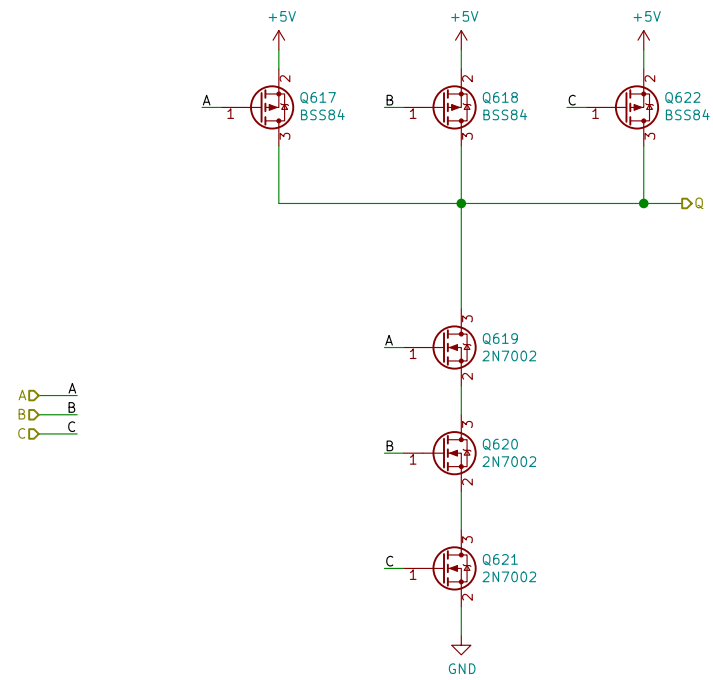 +5V +5V +5V
2 2 2
A Q617 B Q618 C Q622
1 BSS84 1 BSS84 1 BSS84
3 3 3
Q
3
A Q619
1 2N7002
2
A A
B B
C C
3
B Q620
1 2N7002
2
3
C Q621
1 2N7002
2
GND